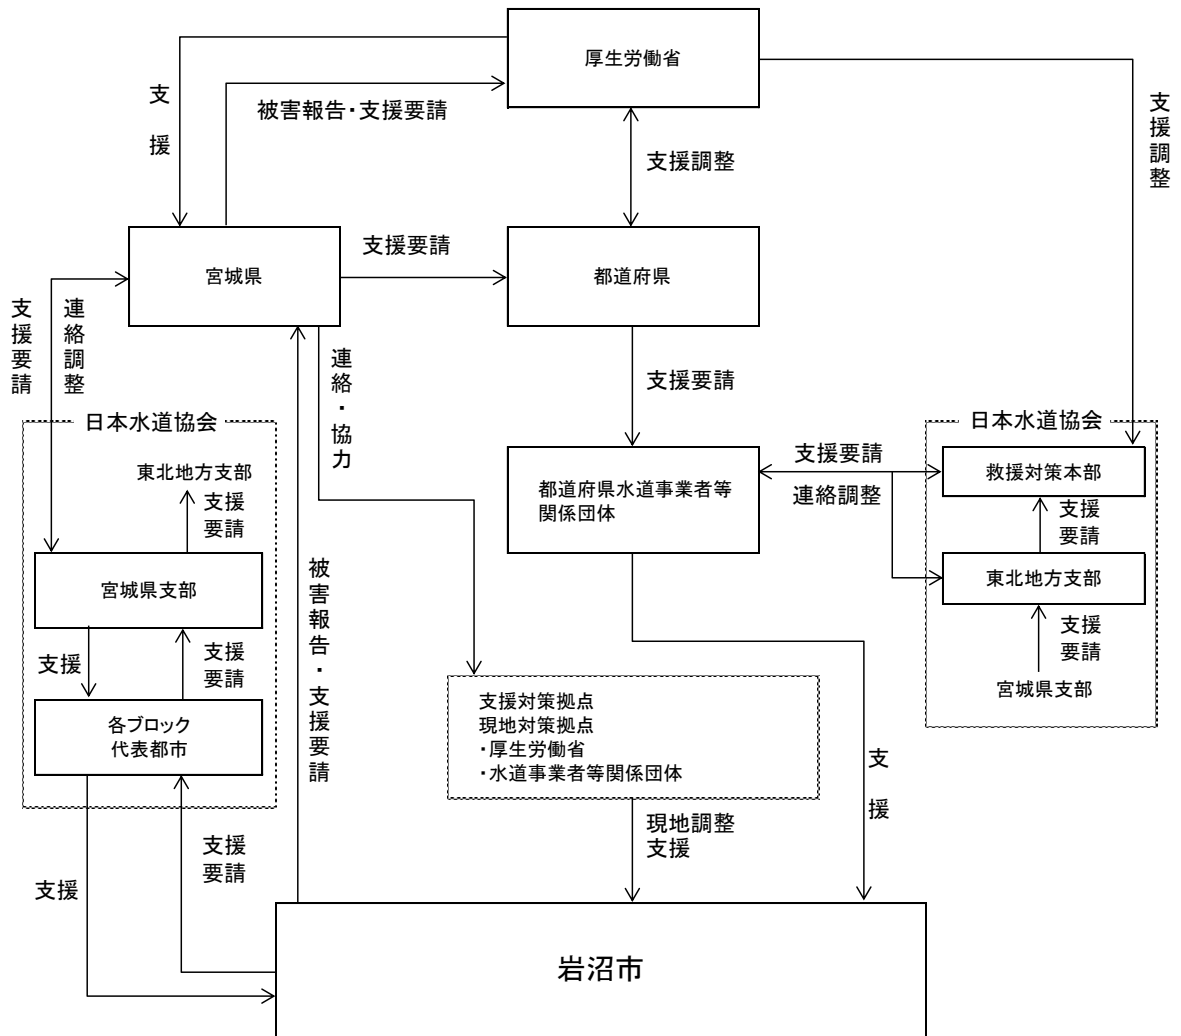 厚生労働省
支援
被害報告・支援要請
支援調整
支援調整
宮城県
支援要請
都道府県
支援要請
連絡調整
連絡・協力
支援要請
日本水道協会
東北地方支部
支援
要請
宮城県支部
支援
支援
要請
各ブロック
代表都市
都道府県水道事業者等
関係団体
支援要請
連絡調整
日本水道協会
救援対策本部
支援
要請
東北地方支部
支援
要請
宮城県支部
被害報告・支援要請
支援対策拠点
現地対策拠点
・厚生労働省
・水道事業者等関係団体
支援
現地調整
支援
支援
要請
支援
岩沼市